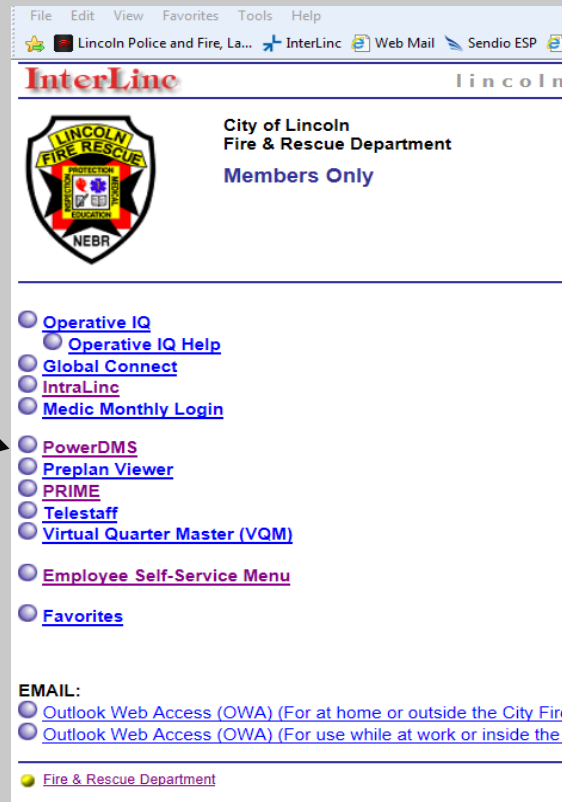 File Edit View Favorites Tools Help
Lincoln Police and Fire, La... InterLinc Web Mail Sendio ESP
InterLinc lincoln
LINCOLN
FIRE RESCUE
PROTECTION
INSPECTION MEDICAL
EDUCATION
NEBR
City of Lincoln
Fire & Rescue Department
Members Only
Operative IQ
Operative IQ Help
Global Connect
IntraLinc
Medic Monthly Login
PowerDMS
Preplan Viewer
PRIME
Telestaff
Virtual Quarter Master (VQM)
Employee Self-Service Menu
Favorites
EMAIL:
Outlook Web Access (OWA) (For at home or outside the City Fir
Outlook Web Access (OWA) (For use while at work or inside the
Fire & Rescue Department